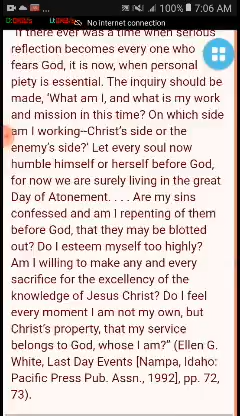 100% 7:06 AM
No internet connection
"If there ever was a time when serious
reflection becomes every one who
fears God, it is now, when personal
piety is essential. The inquiry should be
made, ‘What am I, and what is my work
and mission in this time? On which side
am I working--Christ’s side or the
enemy’s side?’ Let every soul now
humble himself or herself before God,
for now we are surely living in the great
Day of Atonement. . . . Are my sins
confessed and am I repenting of them
before God, that they may be blotted
out? Do I esteem myself too highly?
Am I willing to make any and every
sacrifice for the excellency of the
knowledge of Jesus Christ? Do I feel
every moment I am not my own, but
Christ’s property, that my service
belongs to God, whose I am?” (Ellen G.
White, Last Day Events [Nampa, Idaho:
Pacific Press Pub. Assn., 1992], pp. 72,
73).